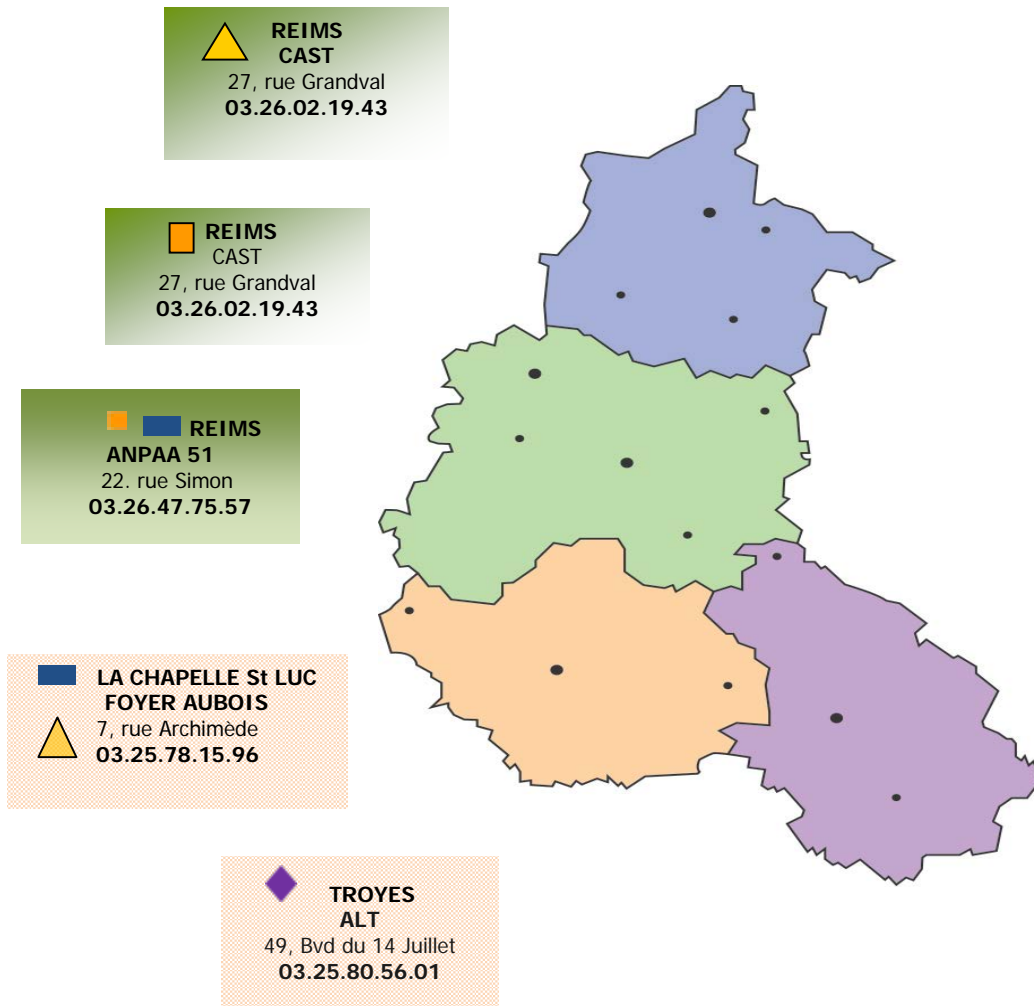 REIMS
CAST
27, rue Grandval
03.26.02.19.43
REIMS
CAST
27, rue Grandval
03.26.02.19.43
REIMS
ANPAA 51
22. rue Simon
03.26.47.75.57
LA CHAPELLE St LUC
FOYER AUBOIS
7, rue Archimède
03.25.78.15.96
TROYES
ALT
49, Bvd du 14 Juillet
03.25.80.56.01